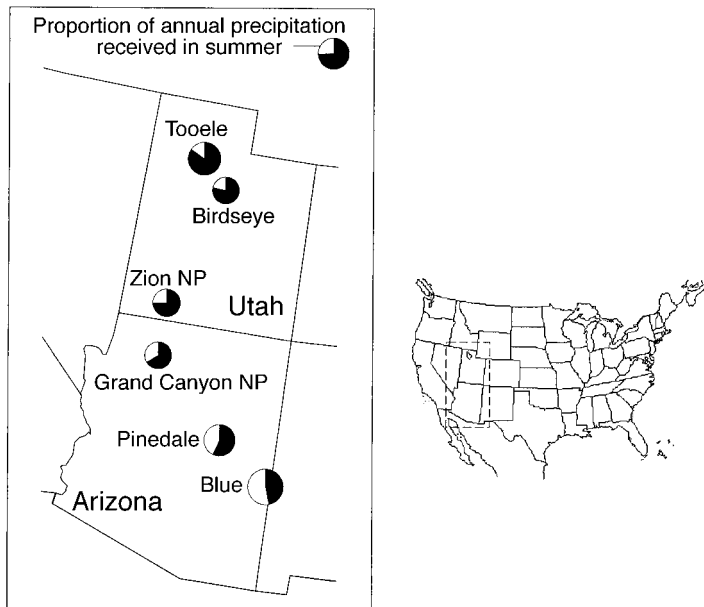 Proportion of annual precipitation
received in summer
Tooele
Birdseye
Zion NP
Utah
Grand Canyon NP
Pinedale
Blue
Arizona